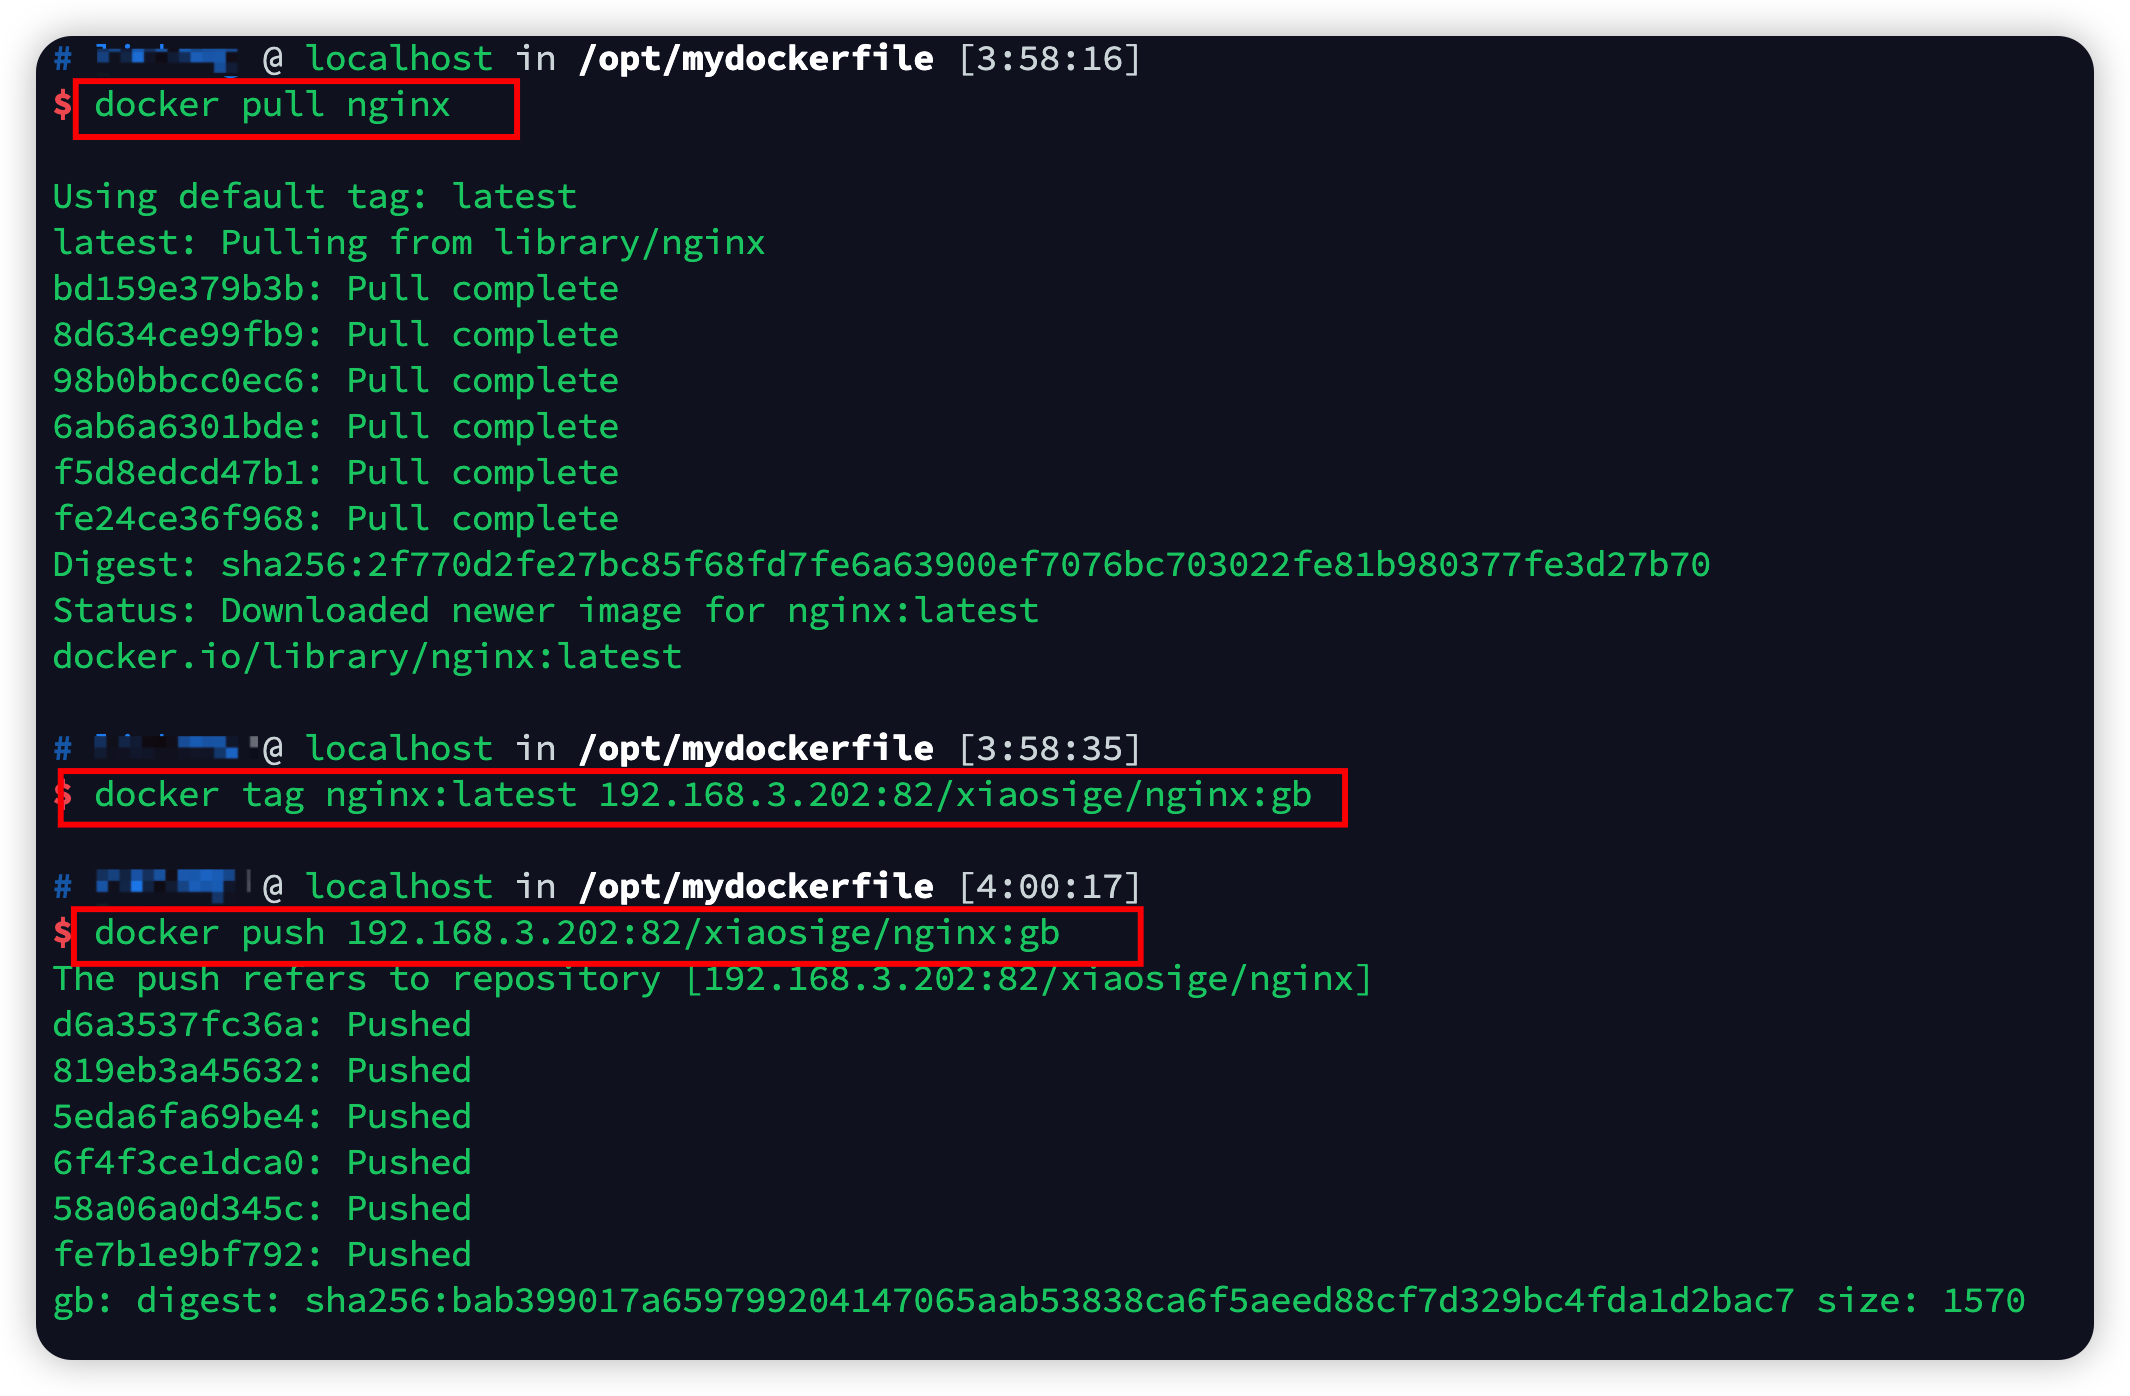 # @ localhost in /opt/mydockerfile [3:58:16]
$ docker pull nginx
Using default tag: latest
latest: Pulling from library/nginx
bd159e379b3b: Pull complete
8d634ce99fb9: Pull complete
98b0bbcc0ec6: Pull complete
6ab6a6301bde: Pull complete
f5d8edcd47b1: Pull complete
fe24ce36f968: Pull complete
Digest: sha256:2f770d2fe27bc85f68fd7fe6a63900ef7076bc703022fe81b980377fe3d27b70
Status: Downloaded newer image for nginx:latest
docker.io/library/nginx:latest
# @ localhost in /opt/mydockerfile [3:58:35]
$ docker tag nginx:latest 192.168.3.202:82/xiaosige/nginx:gb
# @ localhost in /opt/mydockerfile [4:00:17]
$ docker push 192.168.3.202:82/xiaosige/nginx:gb
The push refers to repository [192.168.3.202:82/xiaosige/nginx]
d6a3537fc36a: Pushed
819eb3a45632: Pushed
5eda6fa69be4: Pushed
6f4f3ce1dca0: Pushed
58a06a0d345c: Pushed
fe7b1e9bf792: Pushed
gb: digest: sha256:bab399017a659799204147065aab53838ca6f5aeed88cf7d329bc4fda1d2bac7 size: 1570